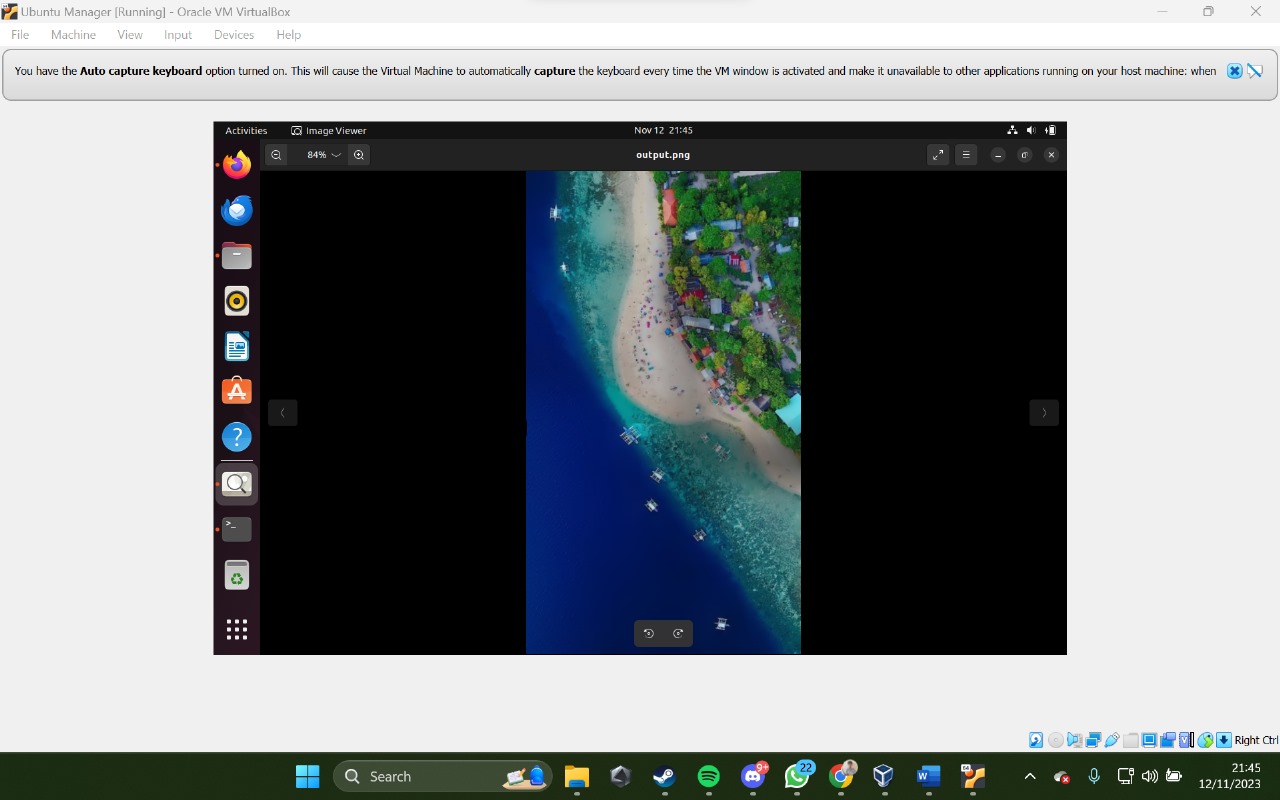 Ubuntu Manager [Running] - Oracle VM VirtualBox
File Machine View Input Devices Help
You have the Auto capture keyboard option turned on. This will cause the Virtual Machine to automatically capture the keyboard every time the VM window is activated and make it unavailable to other applications running on your host machine: when
Activities Image Viewer Nov 12 21:45
84% output.png
Right Ctrl
Search 9+ 22 21:45
12/11/2023